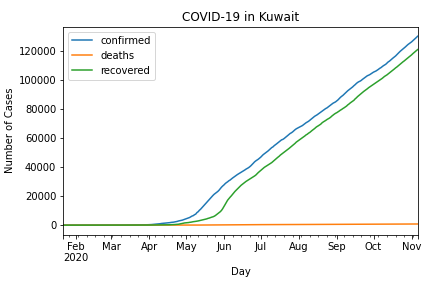 COVID-19 in Kuwait
confirmed
deaths
recovered
Number of Cases
120000
100000
80000
60000
40000
20000
0
Feb Mar Apr May Jun Jul Aug Sep Oct Nov
2020
Day